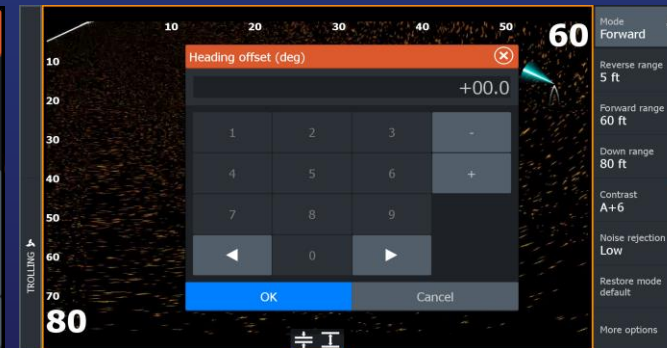 10 20 30 40 50 60
10
20
30
40
50
60
70
80
TROLLING
Heading offset (deg)
+00.0
1 2 3 -
4 5 6 +
7 8 9
0
OK Cancel
Mode
Forward
Reverse range
5 ft
Forward range
60 ft
Down range
80 ft
Contrast
A+6
Noise rejection
Low
Restore mode
default
More options